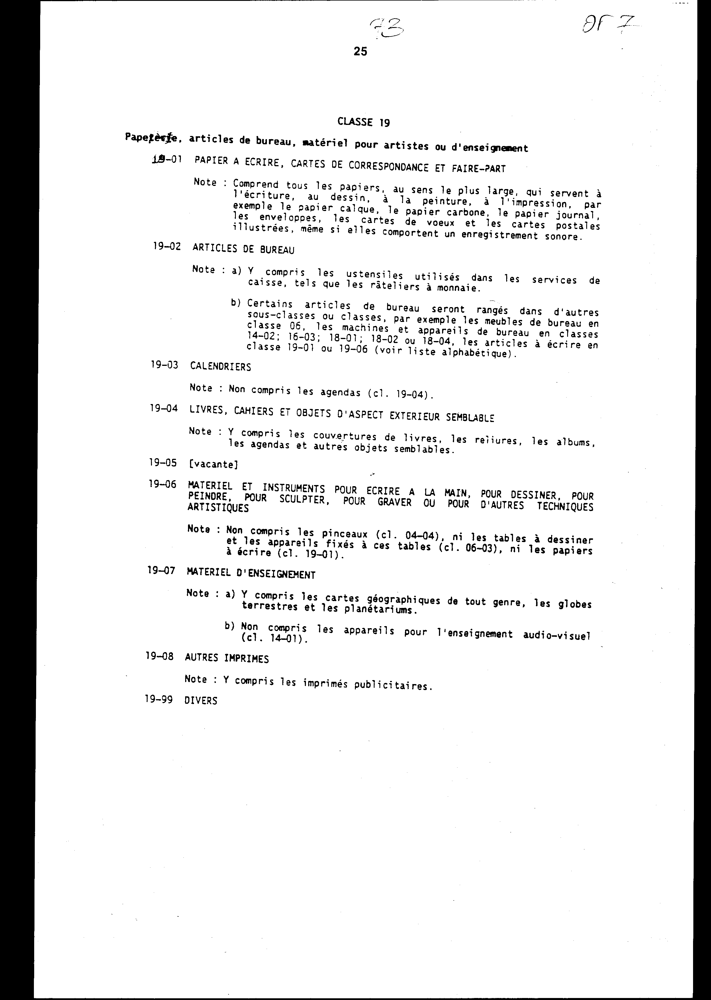 73
7
25
CLASSE 19
Papeterie, articles de bureau, matériel pour artistes ou d'enseignement
19-01 PAPIER A ECRIRE, CARTES DE CORRESPONDANCE ET FAIRE-PART
Note : Comprend tous les papiers, au sens le plus large, qui servent à
l'écriture, au dessin, à la peinture, à l'impression, par
exemple le papier calque, le papier carbone, le papier journal,
les enveloppes, les cartes de voeux et les cartes postales
illustrées, même si elles comportent un enregistrement sonore.
19-02 ARTICLES DE BUREAU
Note : a) Y compris les ustensiles utilisés dans les services de
caisse, tels que les râteliers à monnaie.
b) Certains articles de bureau seront rangés dans d'autres
sous-classes ou classes, par exemple les meubles de bureau en
classe 06, les machines et appareils de bureau en classes
14-02; 16-03; 18-01; 18-02 ou 18-04, les articles à écrire en
classe 19-01 ou 19-06 (voir liste alphabétique).
19-03 CALENDRIERS
Note : Non compris les agendas (cl. 19-04).
19-04 LIVRES, CAHIERS ET OBJETS D'ASPECT EXTERIEUR SEMBLABLE
Note : Y compris les couvertures de livres, les reliures, les albums,
les agendas et autres objets semblables.
19-05 [vacante]
19-06 MATERIEL ET INSTRUMENTS POUR ECRIRE A LA MAIN, POUR DESSINER, POUR
PEINDRE, POUR SCULPTER, POUR GRAVER OU POUR D'AUTRES TECHNIQUES
ARTISTIQUES
Note : Non compris les pinceaux (cl. 04-04), ni les tables à dessiner
et les appareils fixés à ces tables (cl. 06-03), ni les papiers
à écrire (cl. 19-01).
19-07 MATERIEL D'ENSEIGNEMENT
Note : a) Y compris les cartes géographiques de tout genre, les globes
terrestres et les planétariums.
b) Non compris les appareils pour l'enseignement audio-visuel
(cl. 14-01).
19-08 AUTRES IMPRIMES
Note : Y compris les imprimés publicitaires.
19-99 DIVERS